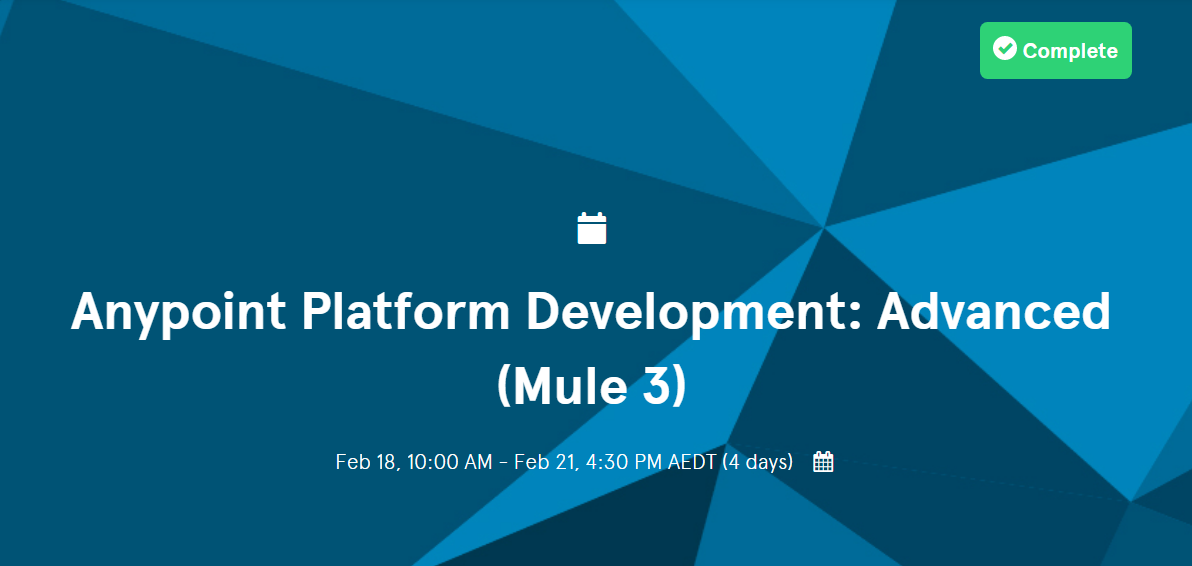 Complete
Anypoint Platform Development: Advanced
(Mule 3)
Feb 18, 10:00 AM - Feb 21, 4:30 PM AEDT (4 days)